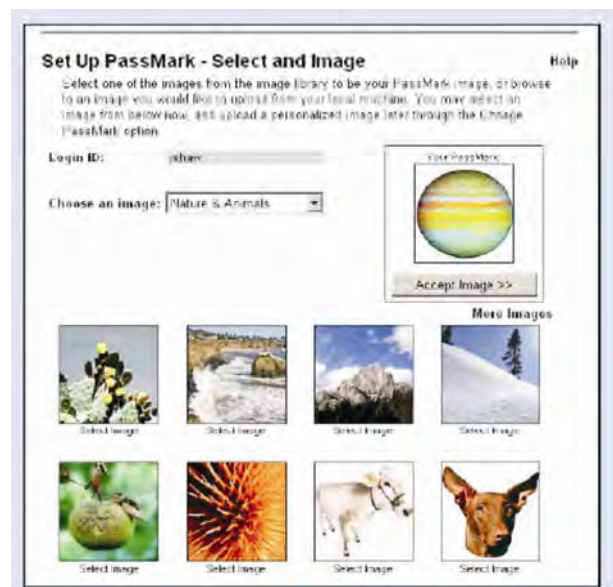 Set Up PassMark - Select and Image
Help
Select one of the images from the image library to be your PassMark image, or browse
to an image you would like to upload from your local machine. You may select an
image from below now, and upload a personalized image later through the Change
PassMark option.
Login ID:
Your PassMark
Choose an image: Nature & Animals
Accept Image >>
More Images
Select Image
Select Image
Select Image
Select Image
Select Image
Select Image
Select Image
Select Image